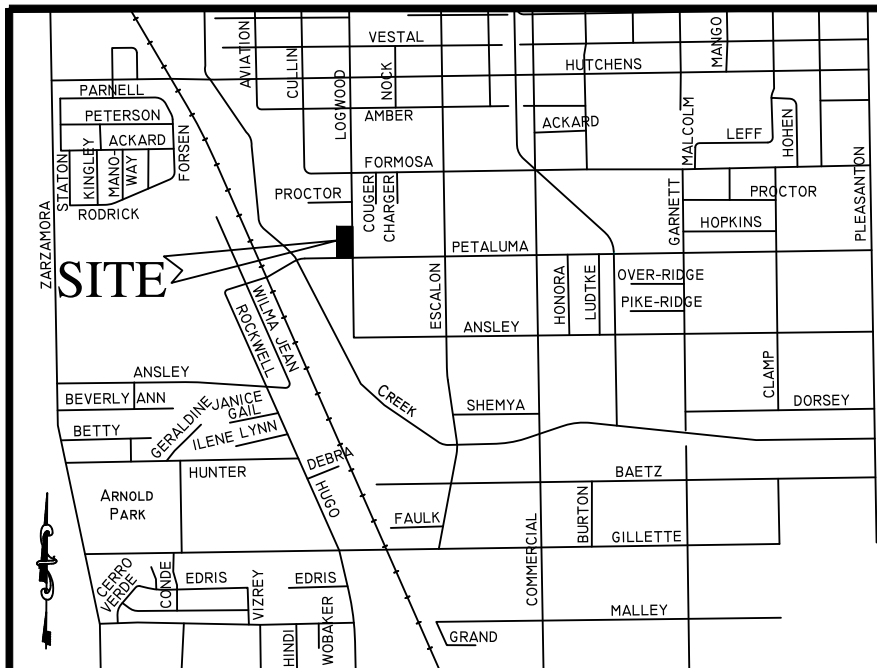 VESTAL
AVIATION
CULLIN
LOGWOOD
NOCK
HUTCHENS
MANGO
PARNELL
PETERSON
AMBER
ACKARD
MALCOLM
LEFF
HOHEN
ACKARD
FORSEN
STATON
KINGLEY
MANO-
WAY
RODRICK
FORMOSA
PROCTOR
COUGER
CHARGER
PROCTOR
GARNETT
HOPKINS
PLEASANTON
ZARZAMORA
PETALUMA
SITE
WILMA JEAN
ROCKWELL
ESCALON
HONORA
LUDTKE
OVER-RIDGE
PIKE-RIDGE
ANSLEY
ANSLEY
CLAMP
BEVERLY ANN
GERALDINE
JANICE
GAIL
CREEK
SHEMYA
DORSEY
BETTY
ILENE LYNN
HUNTER
DEBRA
HUGO
BAETZ
ARNOLD
PARK
FAULK
COMMERCIAL
BURTON
GILLETTE
CERRO
VERDE
CONDE
EDRIS
VIZREY
EDRIS
HINDI
WOBAKER
MALLEY
GRAND